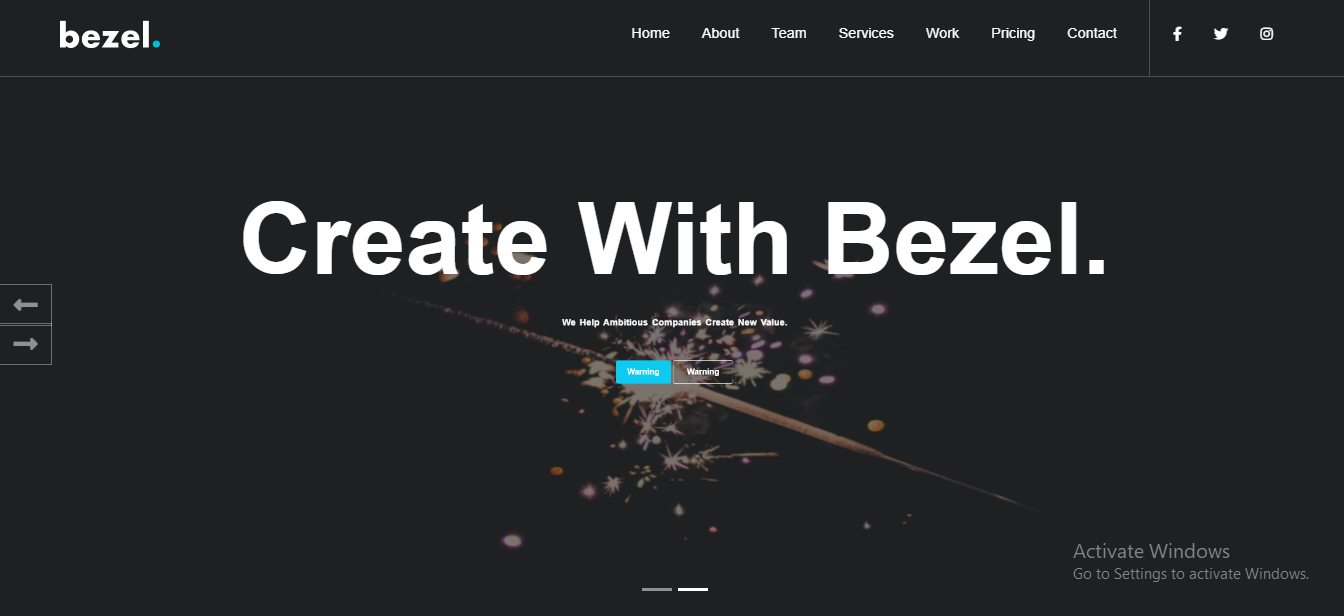 bezel.
Home About Team Services Work Pricing Contact
Create With Bezel.
We Help Ambitious Companies Create New Value.
Warning Warning
Activate Windows
Go to Settings to activate Windows.